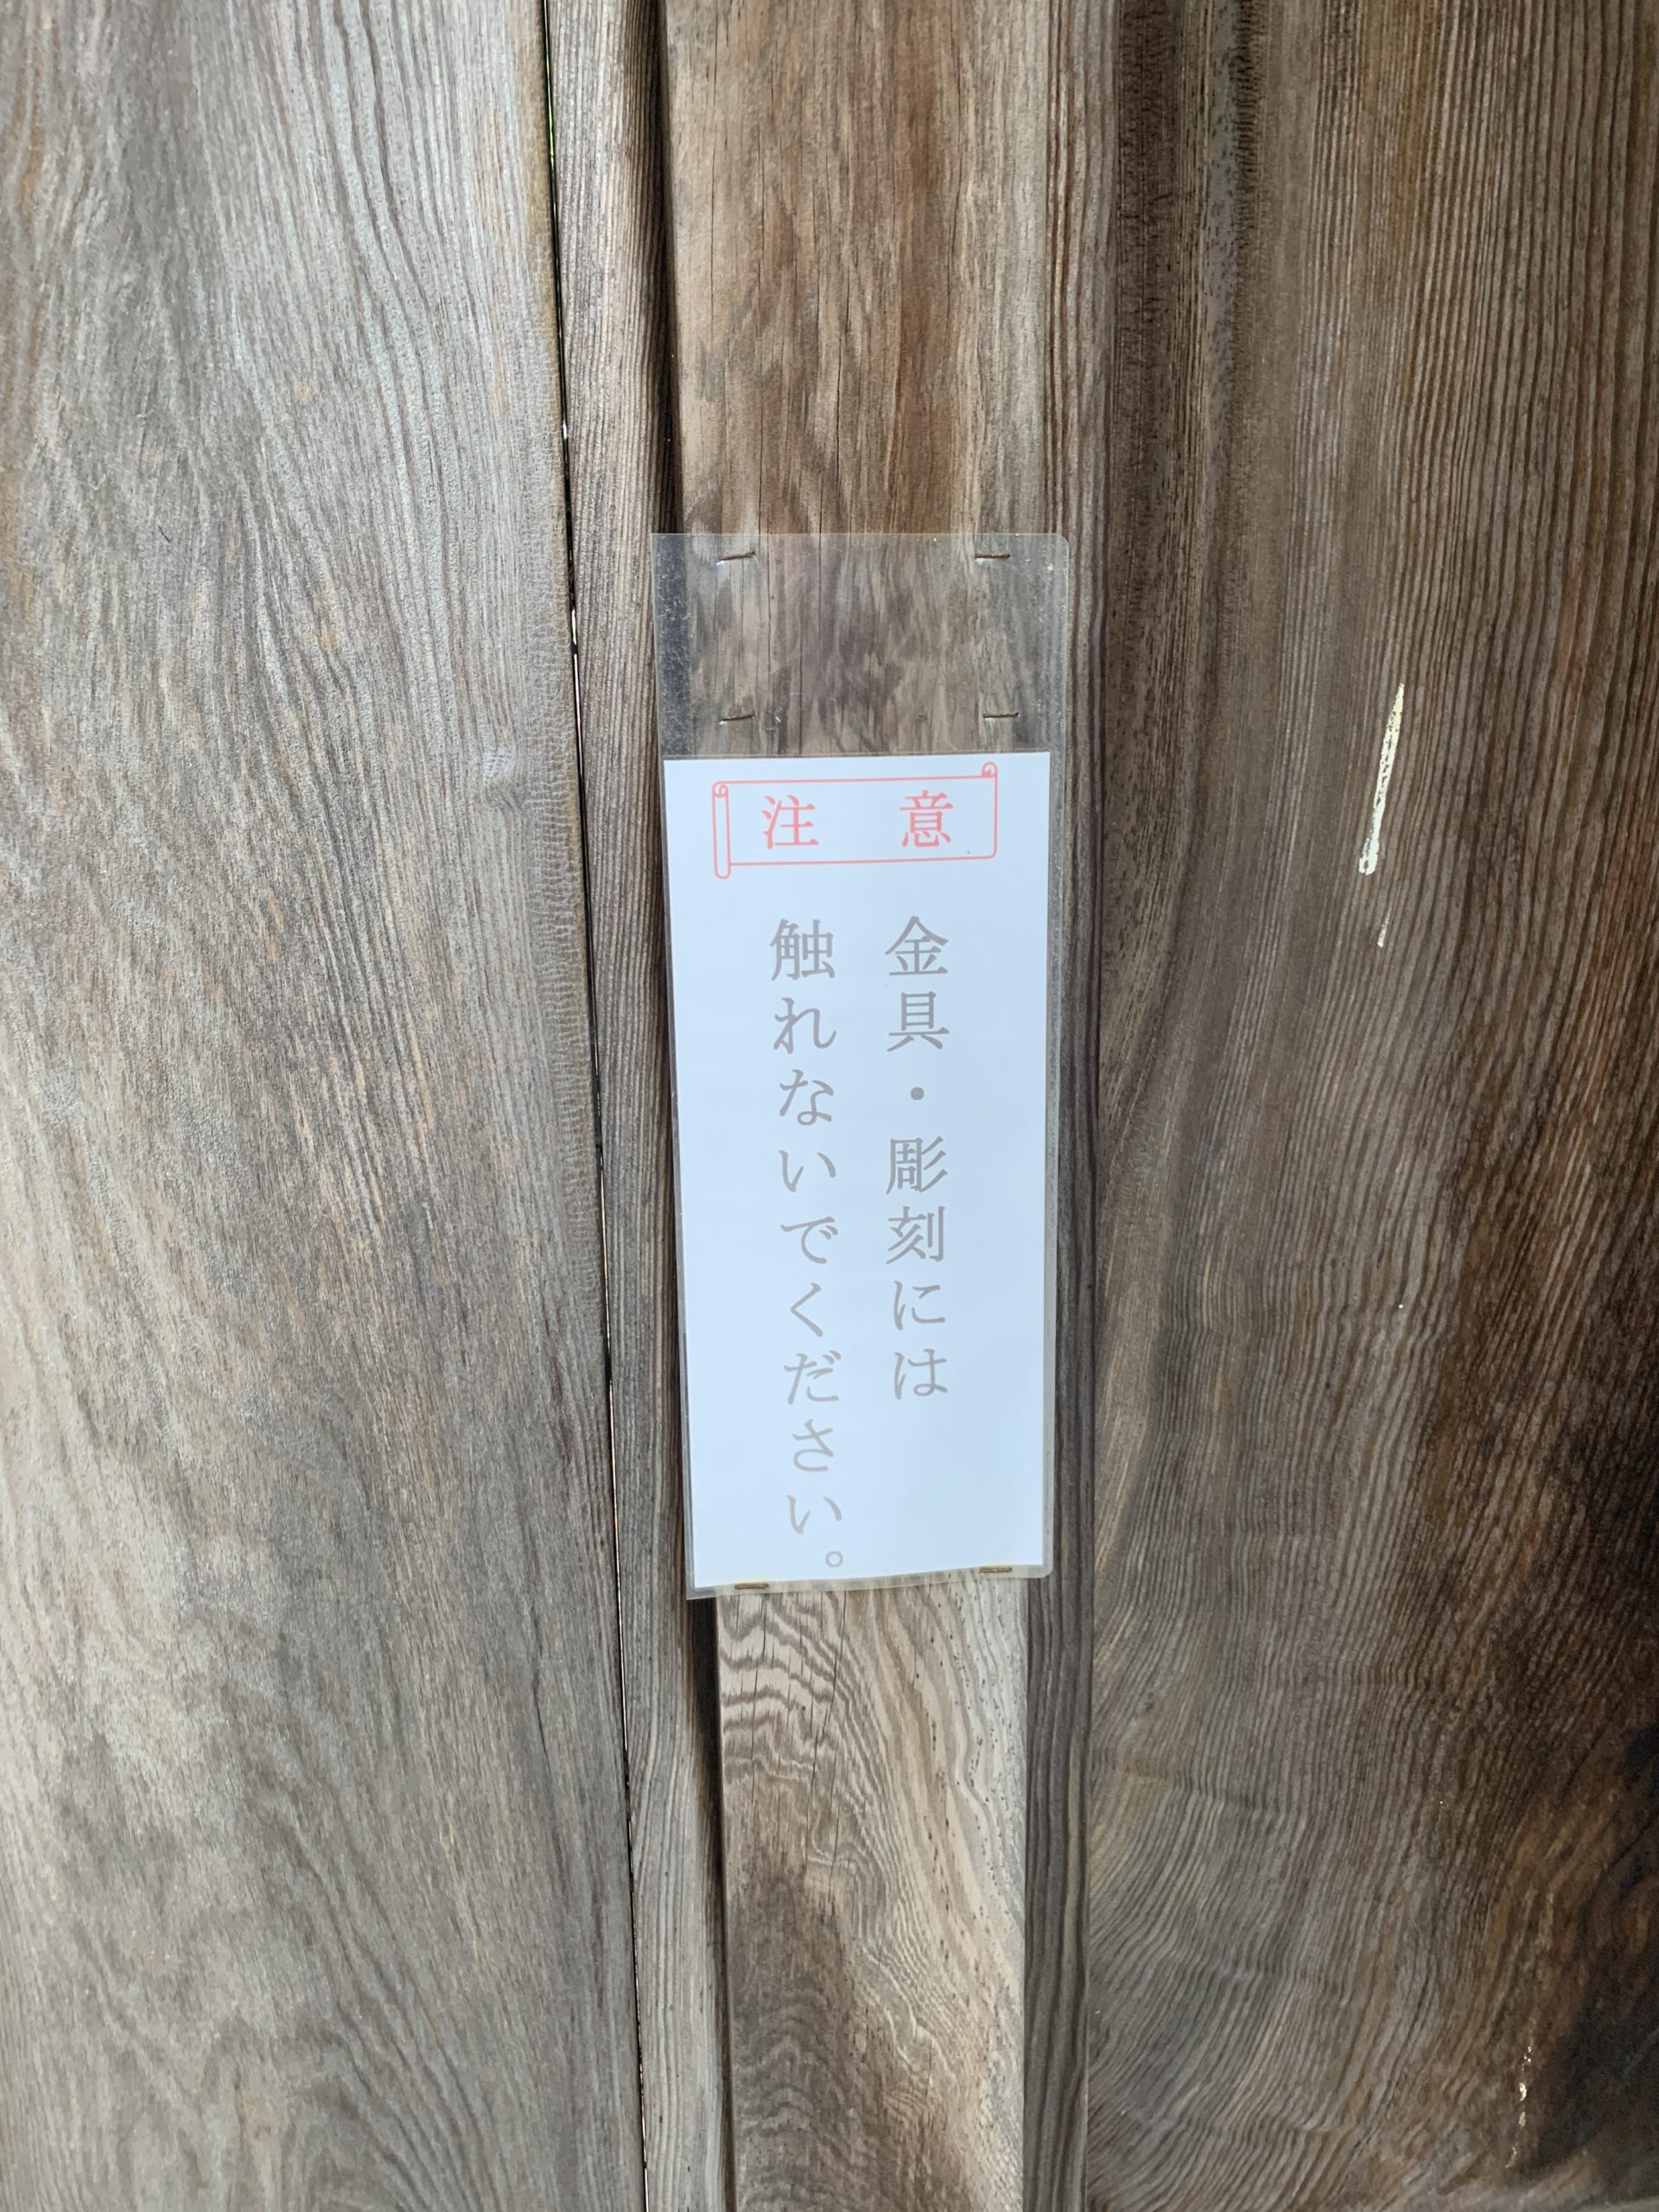 注 意
金具・彫刻には
触れないでください。